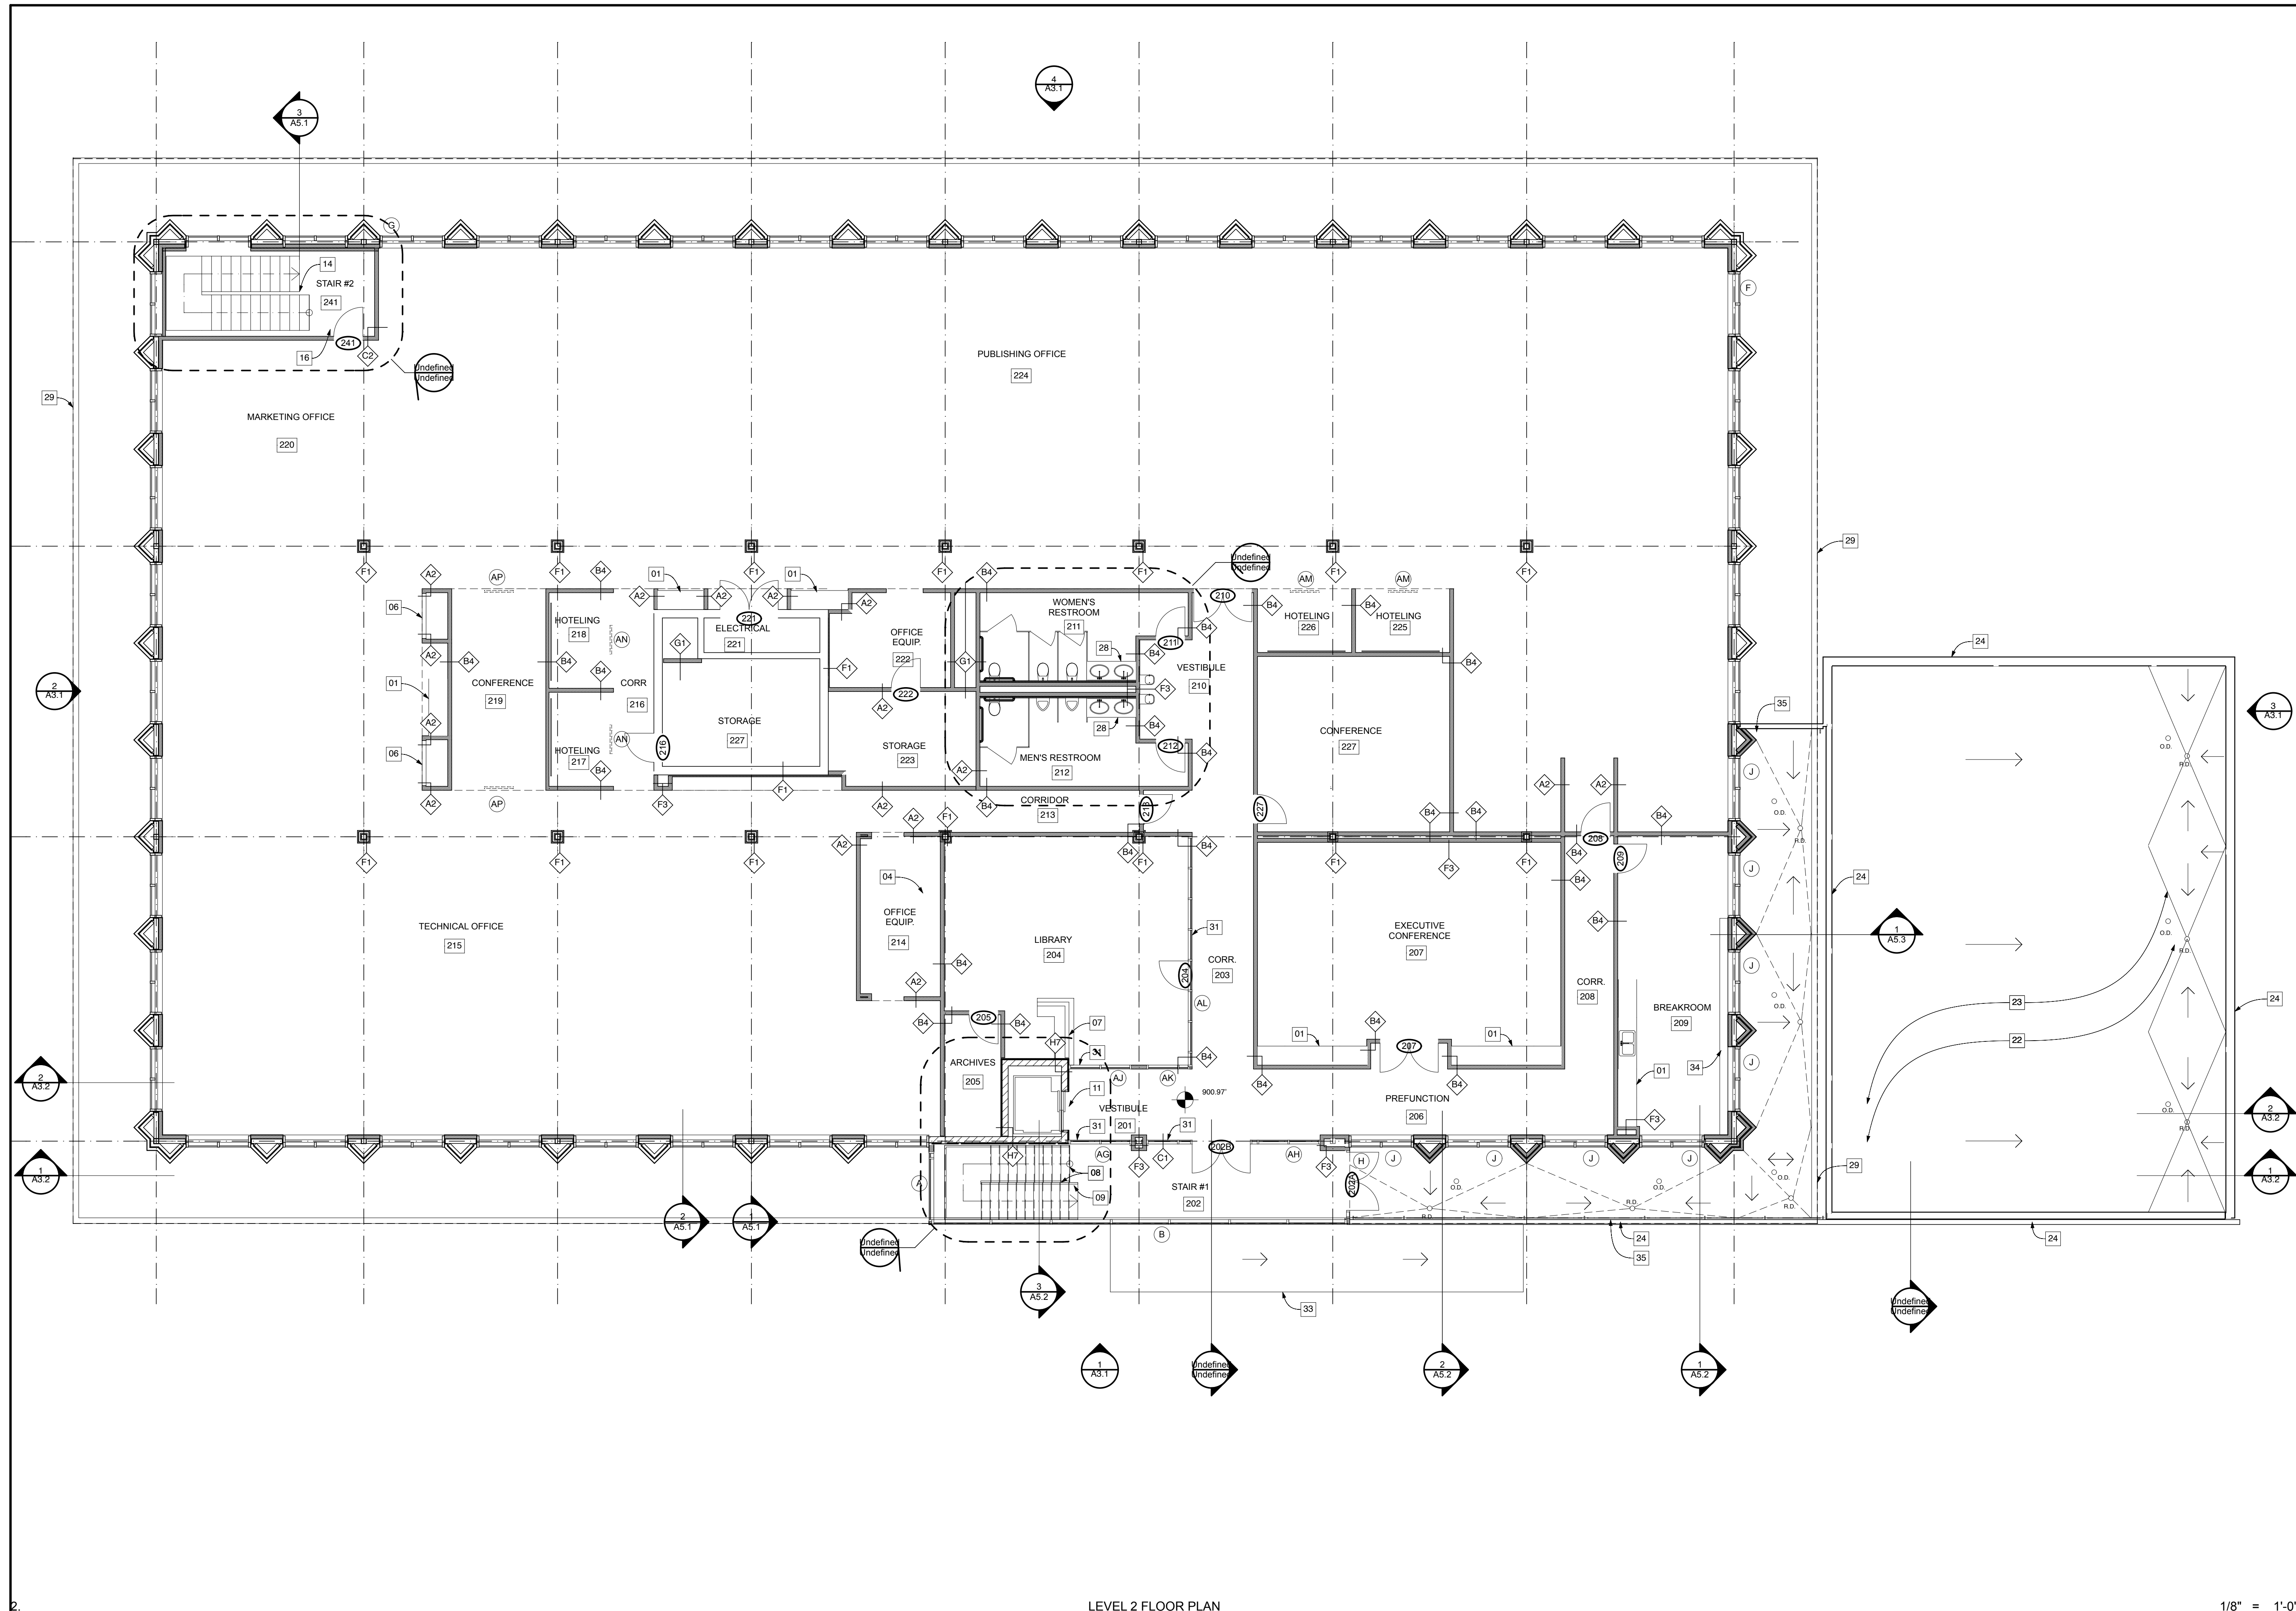 4
A3.1
3
A5.1
G
14
STAIR #2
241
F
241
16
C2
PUBLISHING OFFICE
224
Undefined
Undefined
29
MARKETING OFFICE
220
29
Undefined
Undefined
F1
A2
AP
F1
B4
01
F1
01
F1
B4
F1
AM
F1
AM
F1
06
A2
A2
A2
A2
210
B4
B4
HOTELING
218
221
ELECTRICAL
221
OFFICE
EQUIP.
222
WOMEN'S
RESTROOM
211
HOTELING
226
HOTELING
225
B4
211
AN
G1
28
24
A2
B4
B4
B4
F1
G1
B4
B4
VESTIBULE
210
01
CONFERENCE
219
CORR
216
222
F3
2
A3.1
A2
A2
STORAGE
227
28
B4
CONFERENCE
227
35
3
A3.1
AN
216
STORAGE
223
212
B4
06
HOTELING
217
B4
MEN'S RESTROOM
212
A2
O.D.
R.D.
J
A2
AP
F3
F1
A2
B4
CORRIDOR
213
213
227
A2
A2
B4
B4
B4
O.D.
R.D.
F1
F1
F1
A2
A2
F1
B4
F1
B4
F1
F3
F1
208
B4
209
J
04
B4
24
OFFICE
EQUIP.
214
TECHNICAL OFFICE
215
LIBRARY
204
31
EXECUTIVE
CONFERENCE
207
B4
1
A5.3
O.D.
R.D.
B4
204
CORR.
203
J
A2
CORR.
208
O.D.
23
24
AL
BREAKROOM
209
B4
205
B4
07
B4
01
01
22
H7
31
B4
207
ARCHIVES
205
AJ
AK
B4
B4
34
01
J
2
A3.2
11
900.97'
VESTIBULE
201
PREFUNCTION
206
F3
O.D.
R.D.
2
A3.2
31
31
H7
AG
F3
C1
202B
AH
F3
H
J
J
J
J
29
1
A3.2
A
08
09
STAIR #1
202
202A
O.D.
R.D.
O.D.
R.D.
O.D.
R.D.
1
A3.2
2
A5.1
1
A5.1
Undefined
Undefined
B
24
35
24
3
A5.2
33
Undefined
Undefined
1
A3.1
Undefined
Undefined
2
A5.2
1
A5.2
2.
LEVEL 2 FLOOR PLAN
1/8" = 1'-0"